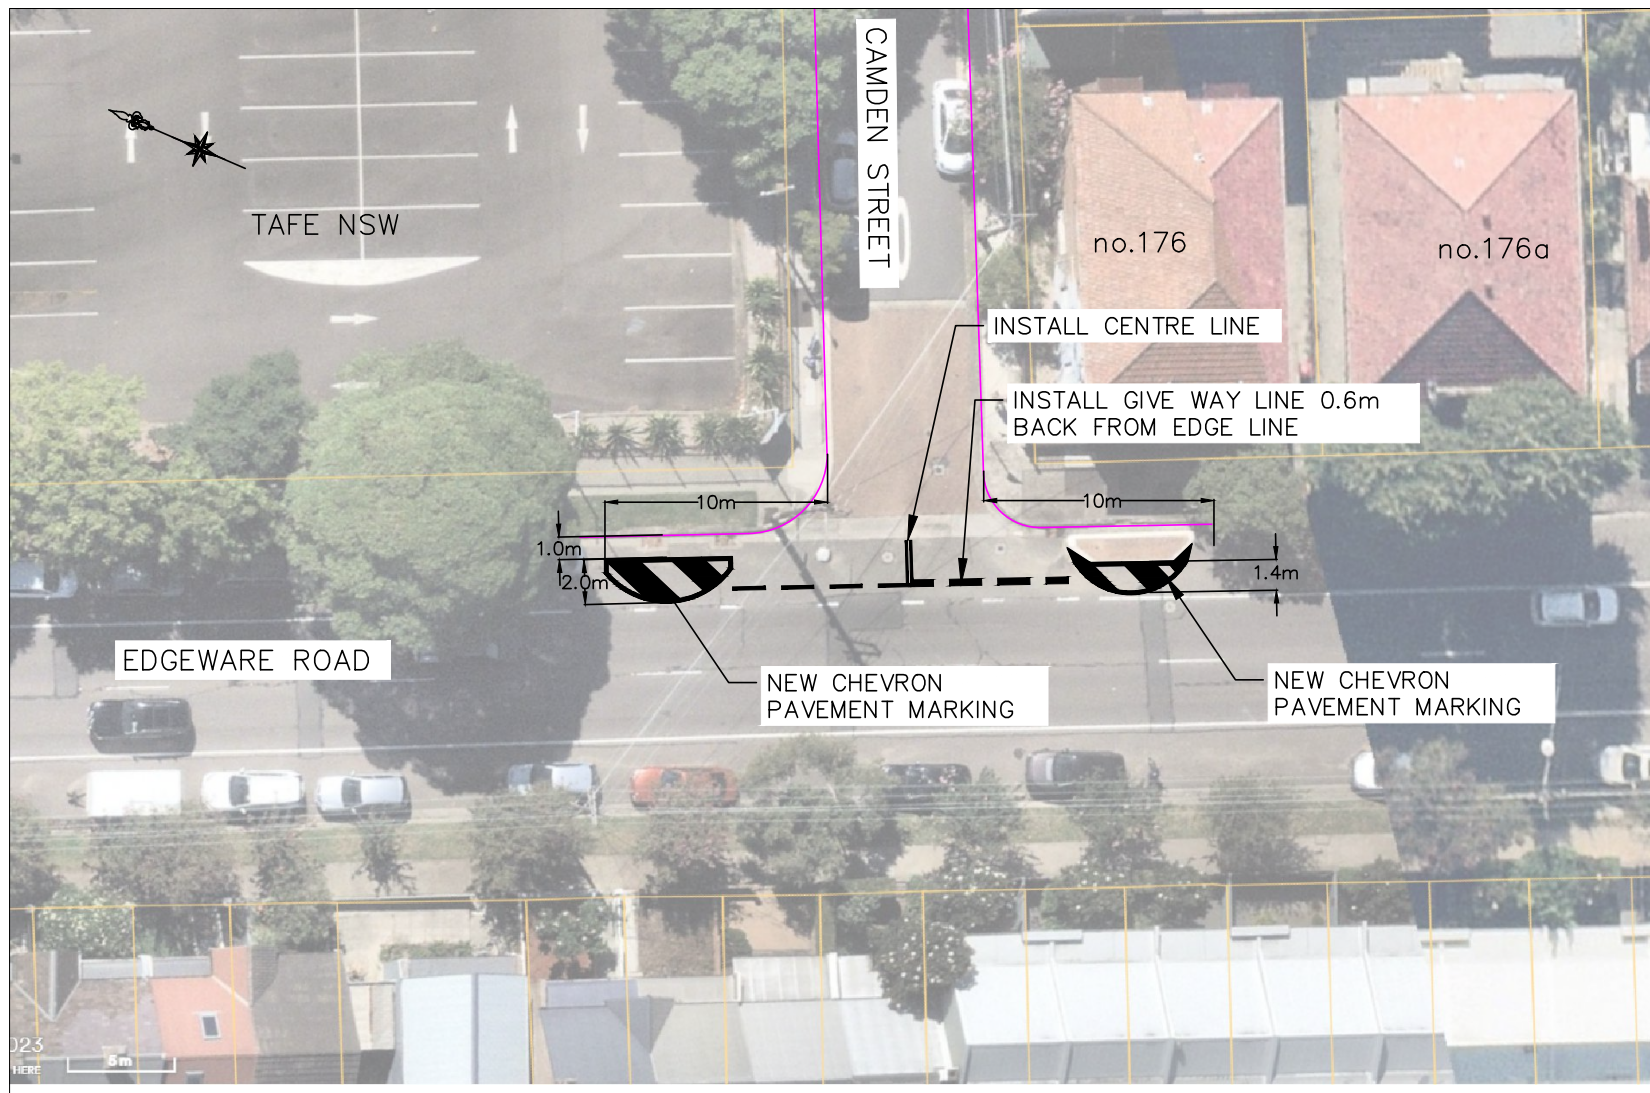 CAMDEN STREET
TAFE NSW
no.176
no.176a
INSTALL CENTRE LINE
INSTALL GIVE WAY LINE 0.6m
BACK FROM EDGE LINE
10m
10m
1.0m
2.0m
1.4m
EDGEWARE ROAD
NEW CHEVRON
PAVEMENT MARKING
NEW CHEVRON
PAVEMENT MARKING
023
HERE
5m